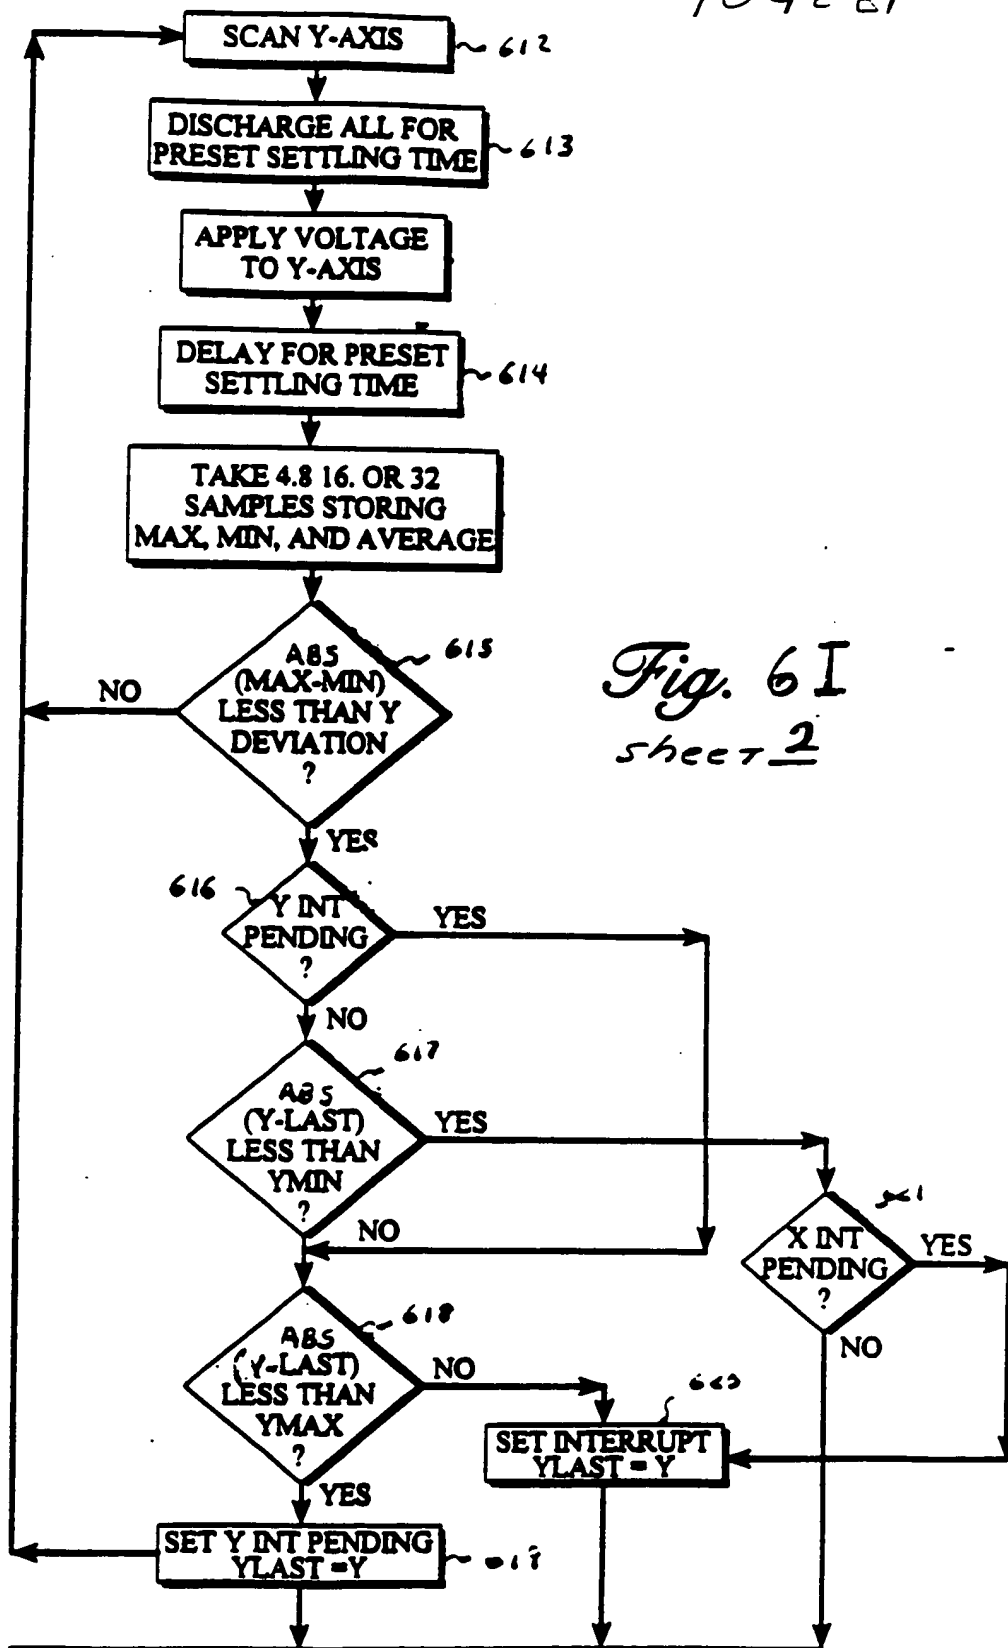 SCAN Y-AXIS
612
DISCHARGE ALL FOR
PRESET SETTLING TIME
613
APPLY VOLTAGE
TO Y-AXIS
DELAY FOR PRESET
SETTLING TIME
614
TAKE 4.8 16. OR 32
SAMPLES STORING
MAX, MIN, AND AVERAGE
ABS
(MAX-MIN)
LESS THAN Y
DEVIATION
?
615
NO
Fig. 6I
sheet 2
YES
616
Y INT
PENDING
?
YES
NO
617
ABS
(Y-LAST)
LESS THAN
YMIN
?
YES
NO
X INT
PENDING
?
YES
NO
618
ABS
(Y-LAST)
LESS THAN
YMAX
?
NO
SET INTERRUPT
YLAST = Y
YES
SET Y INT PENDING
YLAST =Y